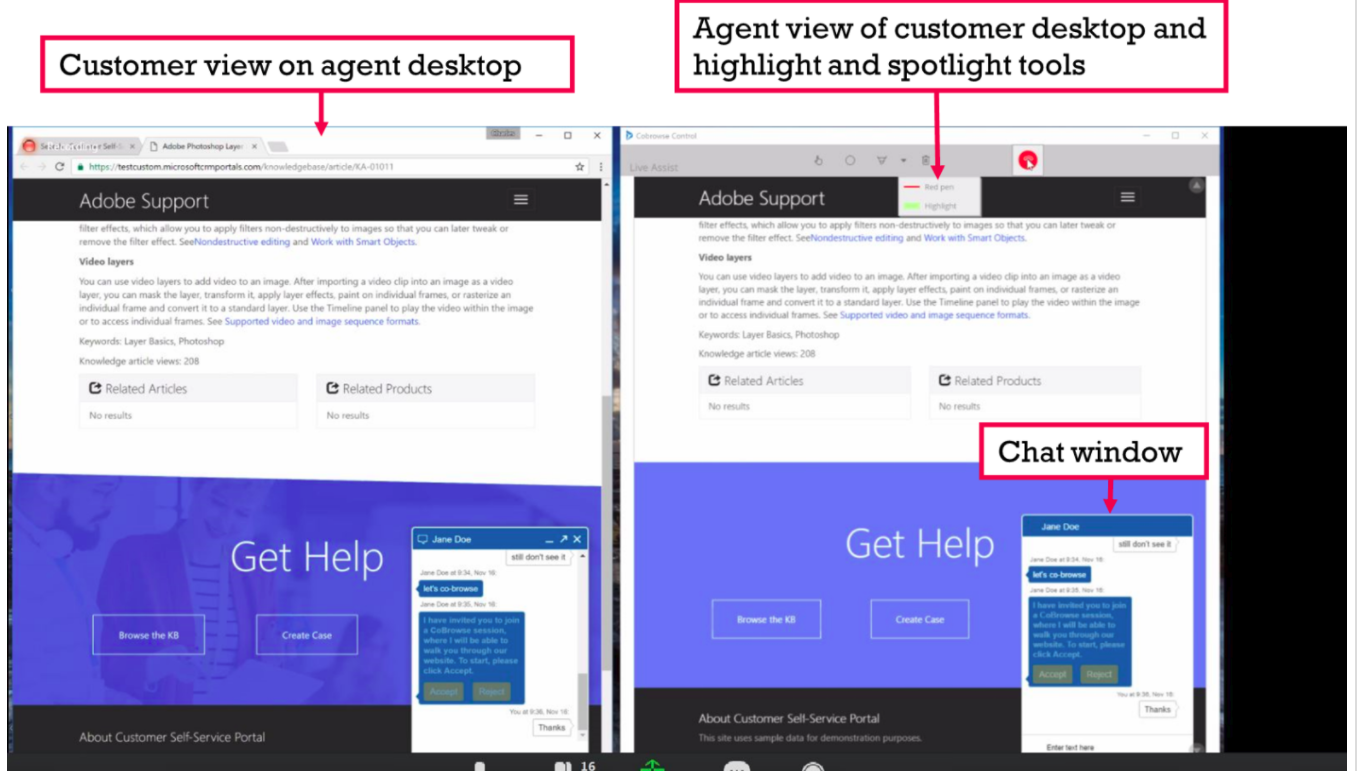 Customer view on agent desktop
Agent view of customer desktop and
highlight and spotlight tools
Adobe Photoshop Layer
https://testcustom.microsoftcrmportals.com/knowledgebase/article/KA-01011
Adobe Support
filter effects, which allow you to apply filters non-destructively to images so that you can later tweak or
remove the filter effect. SeeNondestructive editing and Work with Smart Objects.
Video layers
You can use video layers to add video to an image. After importing a video clip into an image as a video
layer, you can mask the layer, transform it, apply layer effects, paint on individual frames, or rasterize an
individual frame and convert it to a standard layer. Use the Timeline panel to play the video within the image
or to access individual frames. See Supported video and image sequence formats.
Keywords: Layer Basics, Photoshop
Knowledge article views: 208
Related Articles
Related Products
No results
No results
Get Help
Browse the KB
Create Case
About Customer Self-Service Portal
Jane Doe
still don't see it
Jane Doe at 9:34, Nov 16:
let's co-browse
Jane Doe at 9:35, Nov 16:
I have invited you to join
a CoBrowse session,
where I will be able to
walk you through our
website. To start, please
click Accept.
Accept
Reject
You at 9:36, Nov 16:
Thanks
Cobrowse Control
Live Assist
Red pen
Highlight
Adobe Support
filter effects, which allow you to apply filters non-destructively to images so that you can later tweak or
remove the filter effect. SeeNondestructive editing and Work with Smart Objects.
Video layers
You can use video layers to add video to an image. After importing a video clip into an image as a video
layer, you can mask the layer, transform it, apply layer effects, paint on individual frames, or rasterize an
individual frame and convert it to a standard layer. Use the Timeline panel to play the video within the image
or to access individual frames. See Supported video and image sequence formats.
Keywords: Layer Basics, Photoshop
Knowledge article views: 208
Related Articles
Related Products
No results
No results
Chat window
Get Help
Browse the KB
Create Case
About Customer Self-Service Portal
This site uses sample data for demonstration purposes.
Jane Doe
still don't see it
Jane Doe at 9:34, Nov 16:
let's co-browse
Jane Doe at 9:35, Nov 16:
I have invited you to join
a CoBrowse session,
where I will be able to
walk you through our
website. To start, please
click Accept.
Accept
Reject
You at 9:36, Nov 16:
Thanks
Enter text here
16